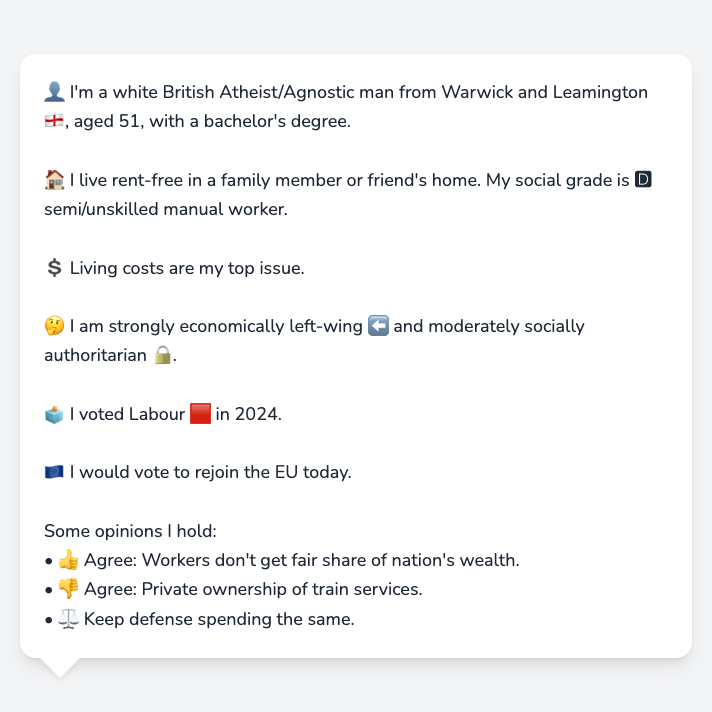 👤 I'm a white British Atheist/Agnostic man from Warwick and Leamington
🏴󠁧󠁢󠁥󠁮󠁧󠁿, aged 51, with a bachelor's degree.
🏠 I live rent-free in a family member or friend's home. My social grade is 🅳
semi/unskilled manual worker.
💲 Living costs are my top issue.
🤔 I am strongly economically left-wing ⬅️ and moderately socially
authoritarian 🔒.
🗳️ I voted Labour 🟥 in 2024.
🇪🇺 I would vote to rejoin the EU today.
Some opinions I hold:
• 👍 Agree: Workers don't get fair share of nation's wealth.
• 👎 Agree: Private ownership of train services.
• ⚖️ Keep defense spending the same.